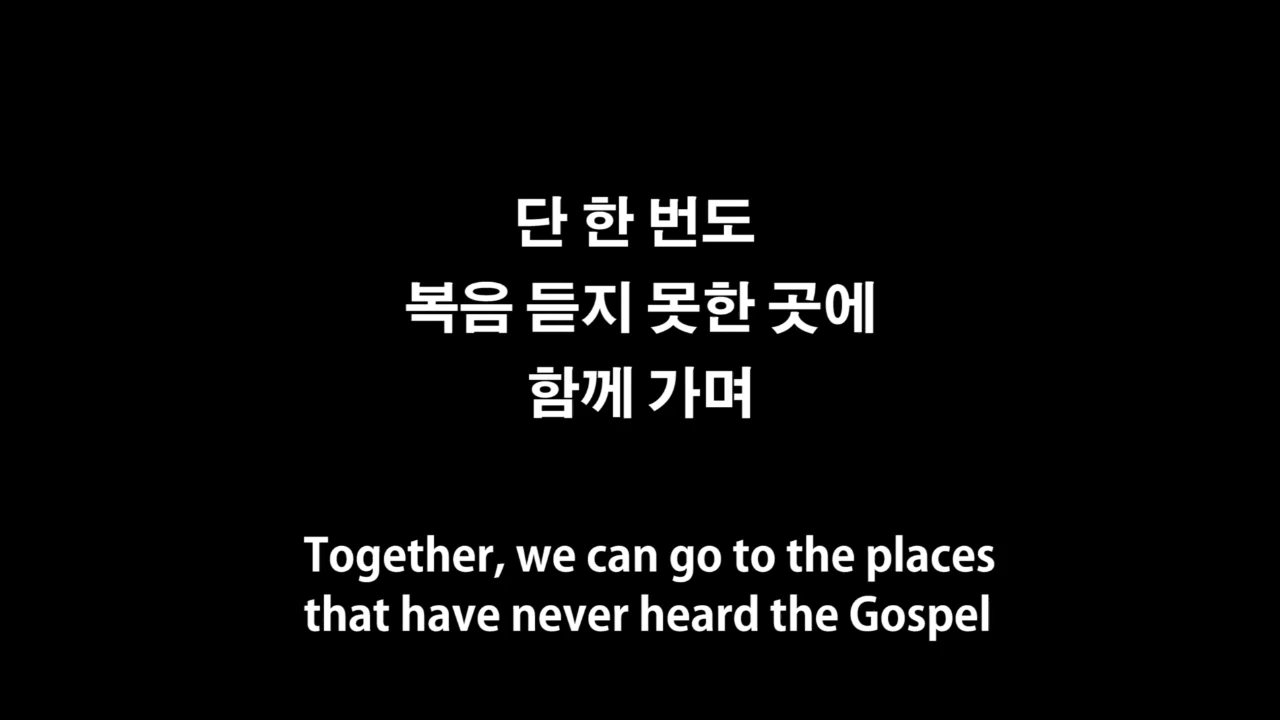 단 한 번도
복음 듣지 못한 곳에
함께 가며
Together, we can go to the places
that have never heard the Gospel